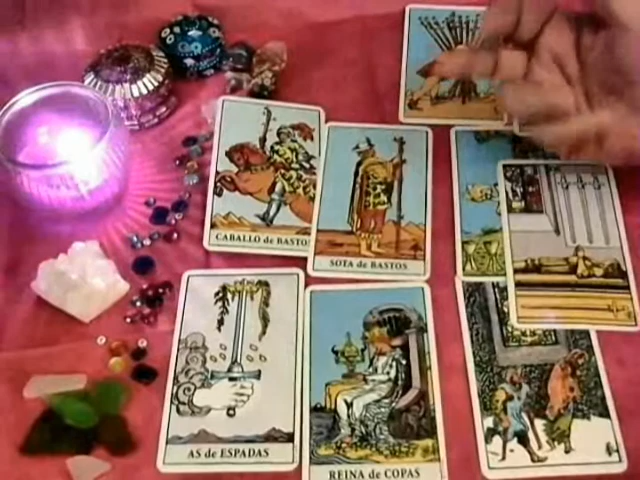 CABALLO de BASTOS
SOTA de BASTOS
AS de ESPADAS
REINA de COPAS